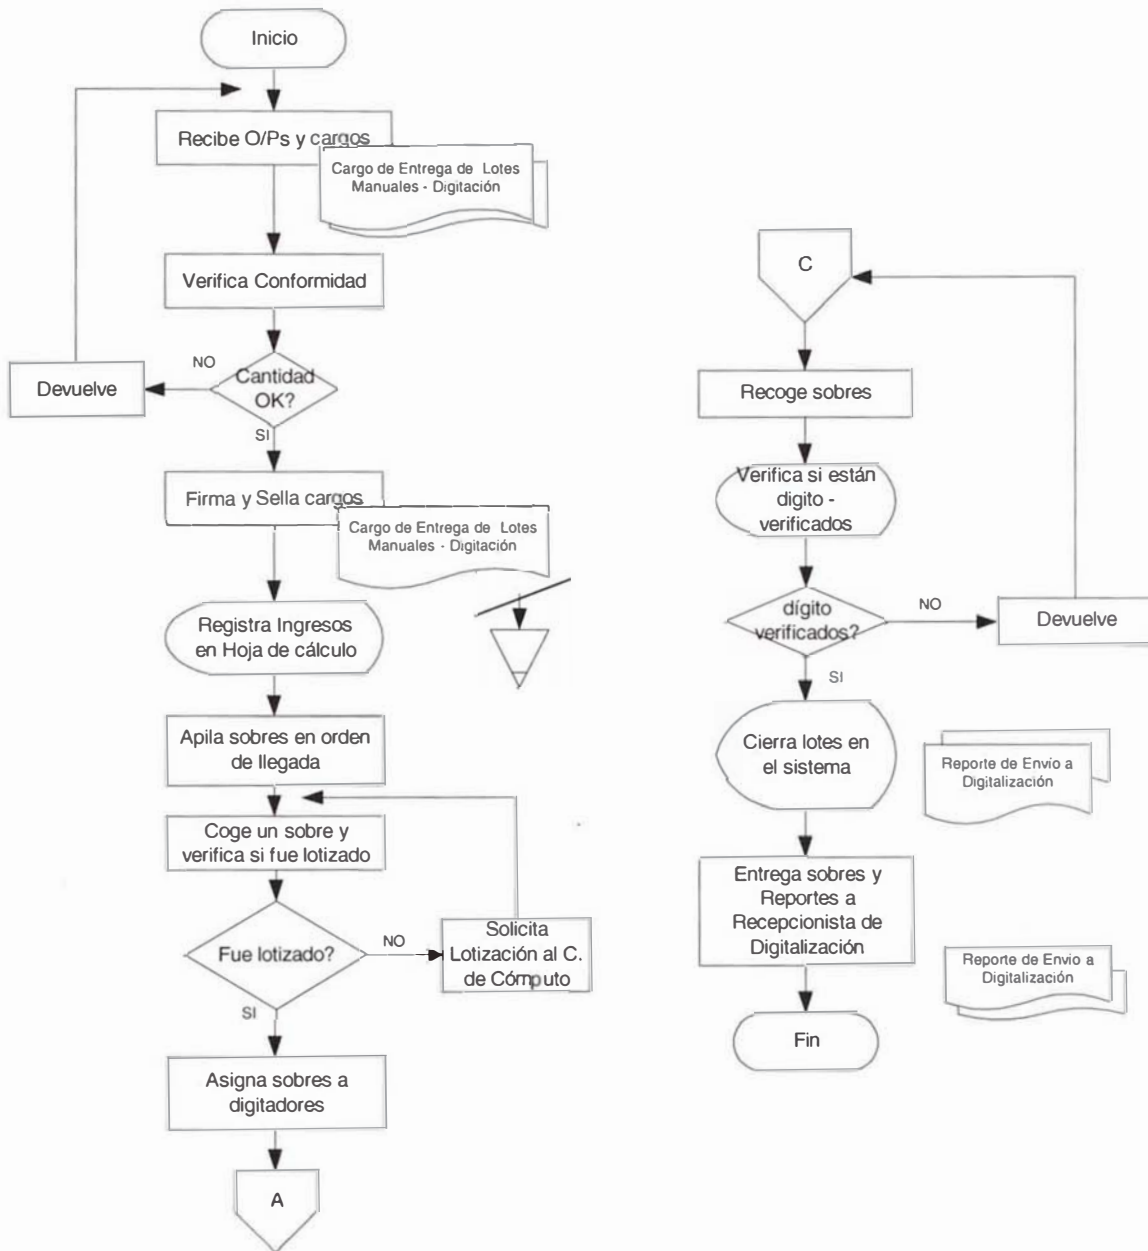 Inicio
Recibe O/Ps y cargos
Cargo de Entrega de Lotes
Manuales - Digitación
Verifica Conformidad
NO
Cantidad
OK?
Devuelve
SI
Firma y Sella cargos
Cargo de Entrega de Lotes
Manuales - Digitación
Registra Ingresos
en Hoja de cálculo
Apila sobres en orden
de llegada
Coge un sobre y
verifica si fue lotizado
Fue lotizado?
NO
Solicita
Lotización al C.
de Cómputo
SI
Asigna sobres a
digitadores
A
C
Recoge sobres
Verifica si están
digito -
verificados
dígito
verificados?
NO
Devuelve
SI
Cierra lotes en
el sistema
Reporte de Envío a
Digitalización
Entrega sobres y
Reportes a
Recepcionista de
Digitalización
Reporte de Envio a
Digitalización
Fin